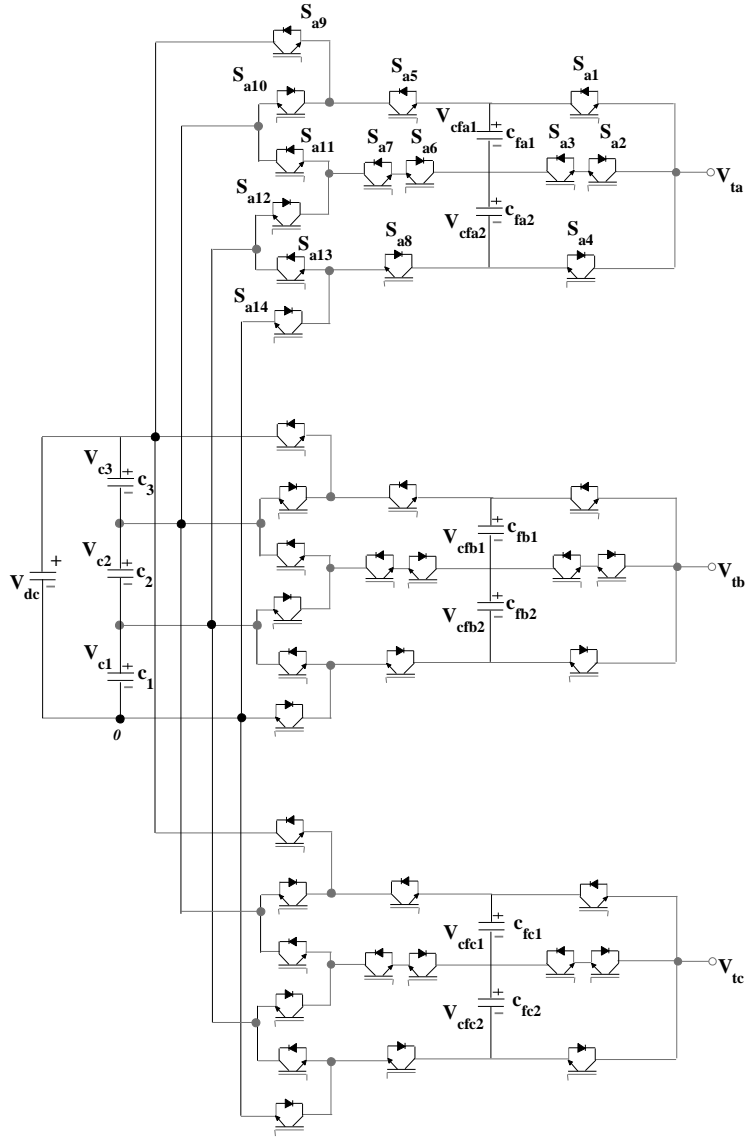 Sa9
Sa10
Sa5
Sa1
Vcfa1
+
cfa1
-
Sa11
Sa7
Sa6
Sa3
Sa2
Vta
Sa12
Vcfa2
+
cfa2
-
Sa13
Sa8
Sa4
Sa14
Vc3
+
c3
-
Vcfb1
+
cfb1
-
Vdc
+
-
Vc2
+
c2
-
Vtb
Vcfb2
+
cfb2
-
Vc1
+
c1
-
0
Vcfc1
+
cfc1
-
Vtc
Vcfc2
+
cfc2
-